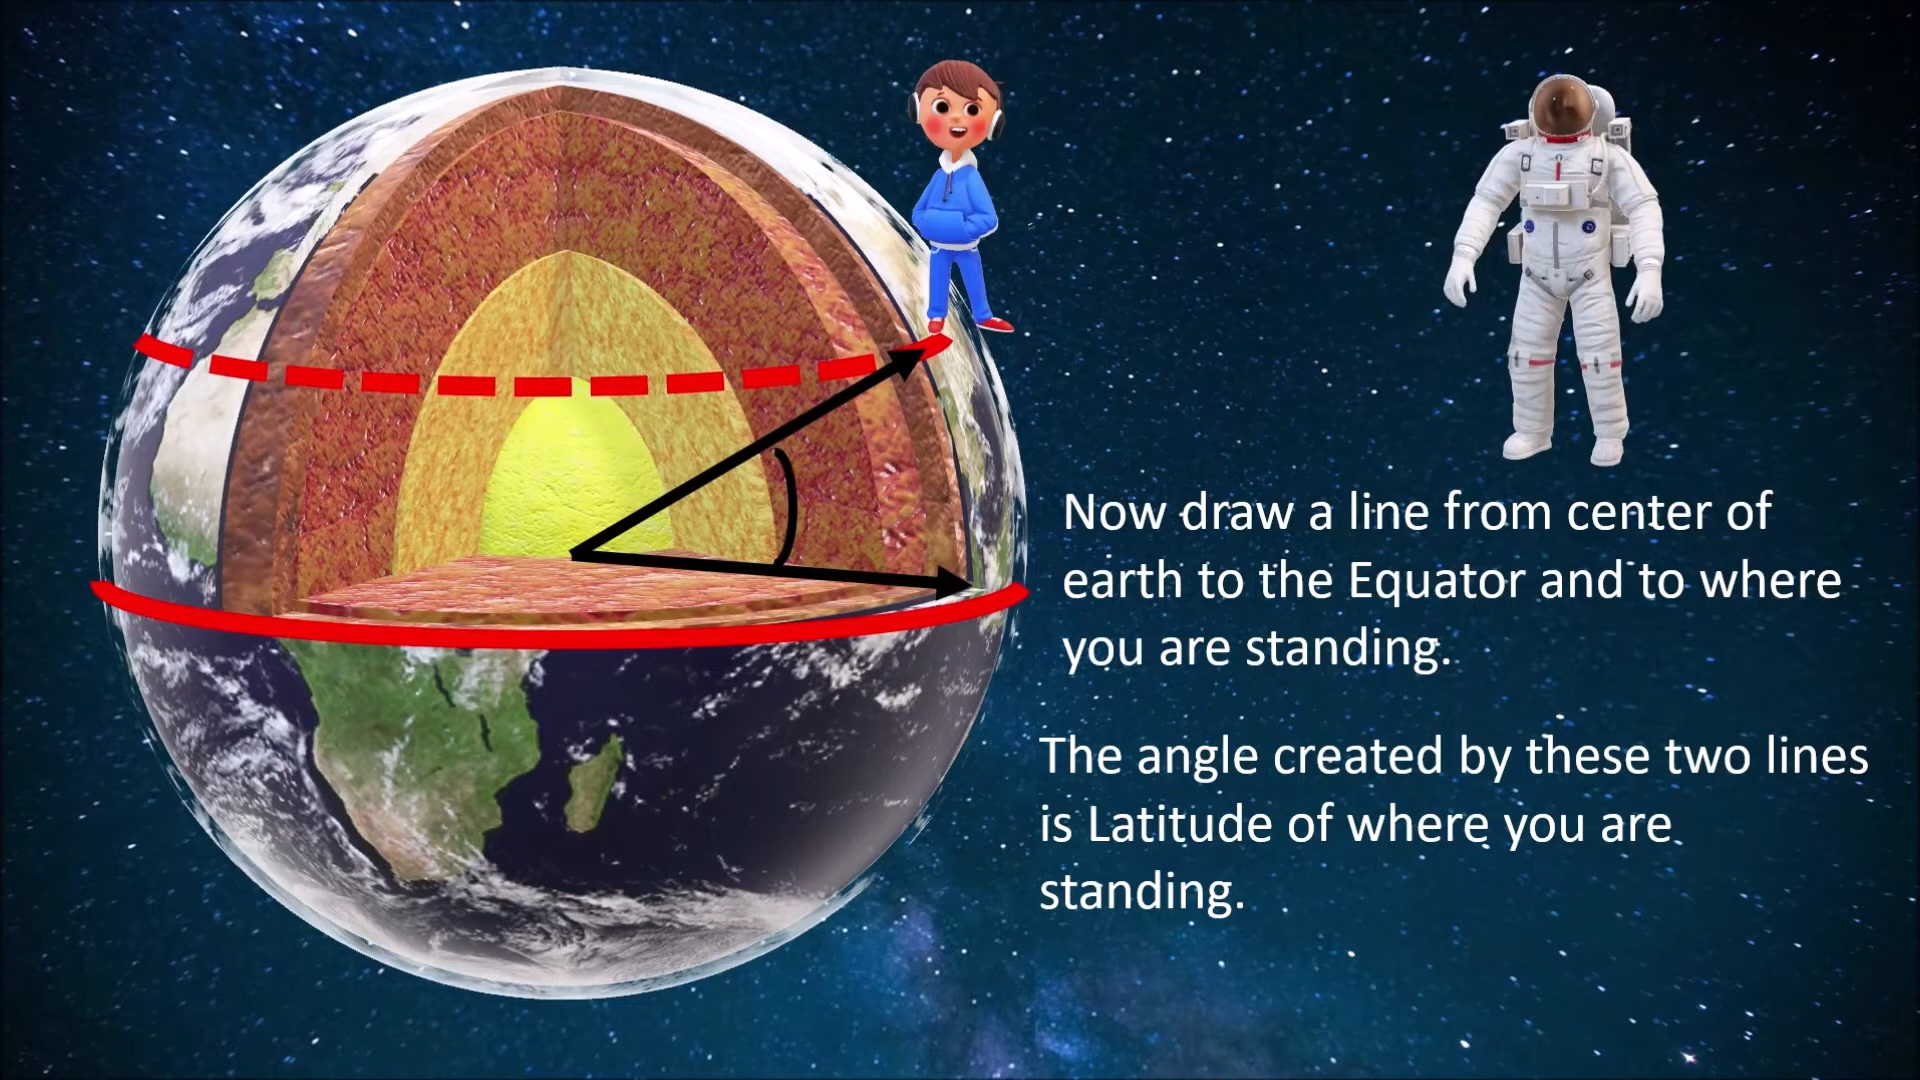 Now draw a line from center of
earth to the Equator and to where
you are standing.
The angle created by these two lines
is Latitude of where you are
standing.